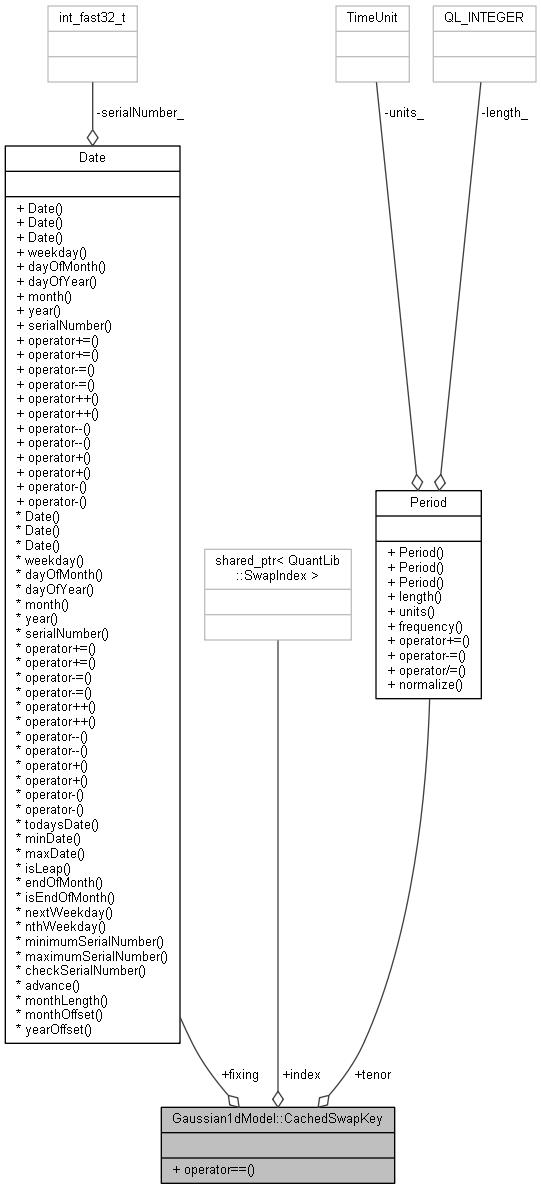 int_fast32_t
TimeUnit
QL_INTEGER
-serialNumber_
-units_
-length_
Date
+ Date()
+ Date()
+ Date()
+ weekday()
+ dayOfMonth()
+ dayOfYear()
+ month()
+ year()
+ serialNumber()
+ operator+=()
+ operator+=()
+ operator-=()
+ operator-=()
+ operator++()
+ operator++()
+ operator--()
+ operator--()
+ operator+()
+ operator+()
+ operator-()
+ operator-()
* Date()
* Date()
* Date()
* weekday()
* dayOfMonth()
* dayOfYear()
* month()
* year()
* serialNumber()
* operator+=()
* operator+=()
* operator-=()
* operator-=()
* operator++()
* operator++()
* operator--()
* operator--()
* operator+()
* operator+()
* operator-()
* operator-()
* todaysDate()
* minDate()
* maxDate()
* isLeap()
* endOfMonth()
* isEndOfMonth()
* nextWeekday()
* nthWeekday()
* minimumSerialNumber()
* maximumSerialNumber()
* checkSerialNumber()
* advance()
* monthLength()
* monthOffset()
* yearOffset()
shared_ptr< QuantLib
::SwapIndex >
Period
+ Period()
+ Period()
+ Period()
+ length()
+ units()
+ frequency()
+ operator+=()
+ operator-=()
+ operator/=()
+ normalize()
+fixing
+index
+tenor
Gaussian1dModel::CachedSwapKey
+ operator==()